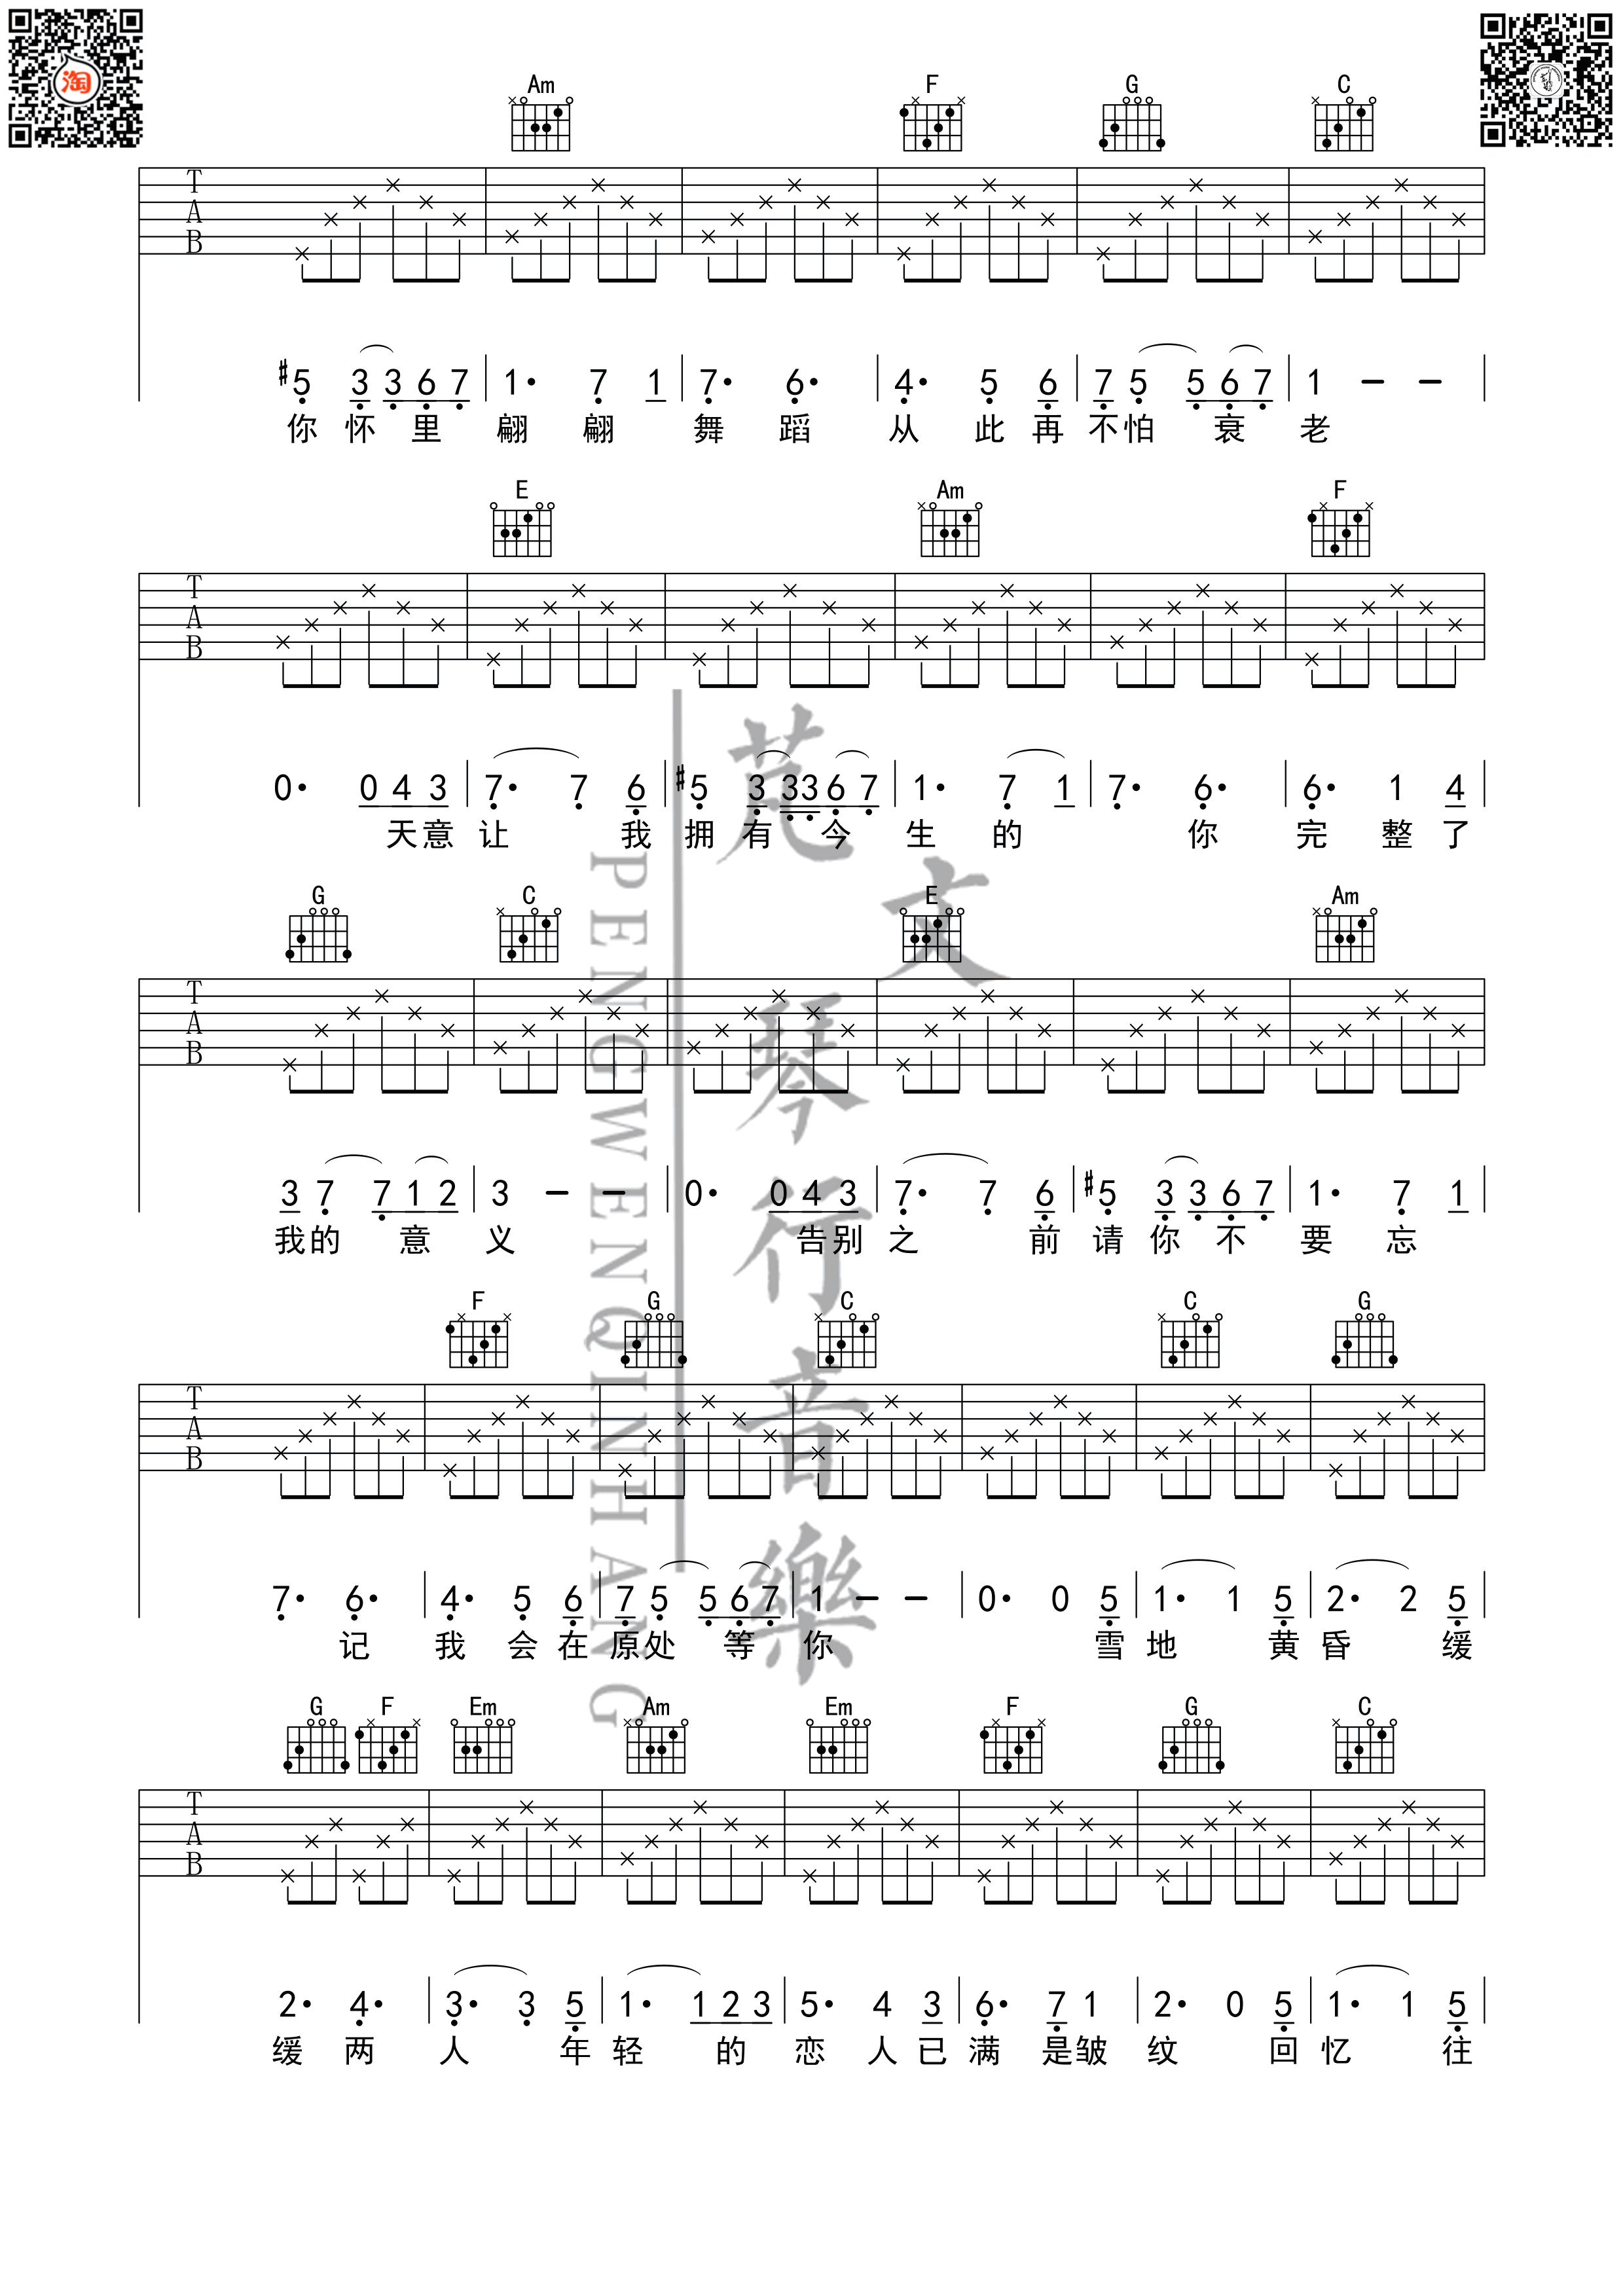 淘
Am F G C
T A B
#5 3 3 6 7 | 1· 7 1 | 7· 6· | 4· 5 6 | 7 5 5 6 7 | 1 - - |
你 怀 里 翩 翩 舞 蹈 从 此 再 不 怕 衰 老
E Am F
T A B
0· 0 4 3 | 7· 7 6 | #5 3 3 3 6 7 | 1· 7 1 | 7· 6· | 6· 1 4 |
天 意 让 我 拥 有 今 生 的 你 完 整 了
G C E Am
T A B
3 7 7 1 2 | 3 - - | 0· 0 4 3 | 7· 7 6 | #5 3 3 6 7 | 1· 7 1 |
我 的 意 义 告 别 之 前 请 你 不 要 忘
F G C C G
T A B
7· 6· | 4· 5 6 | 7 5 5 6 7 | 1 - - | 0· 0 5 | 1· 1 5 | 2· 2 5 |
记 我 会 在 原 处 等 你 雪 地 黄 昏 缓
G F Em Am Em F G C
T A B
2· 4· | 3· 3 5 | 1· 1 2 3 | 5· 4 3 | 6· 7 1 | 2· 0 5 | 1· 1 5 |
缓 两 人 年 轻 的 恋 人 已 满 是 皱 纹 回 忆 往
文琴行音樂
PENGWENQINHANG